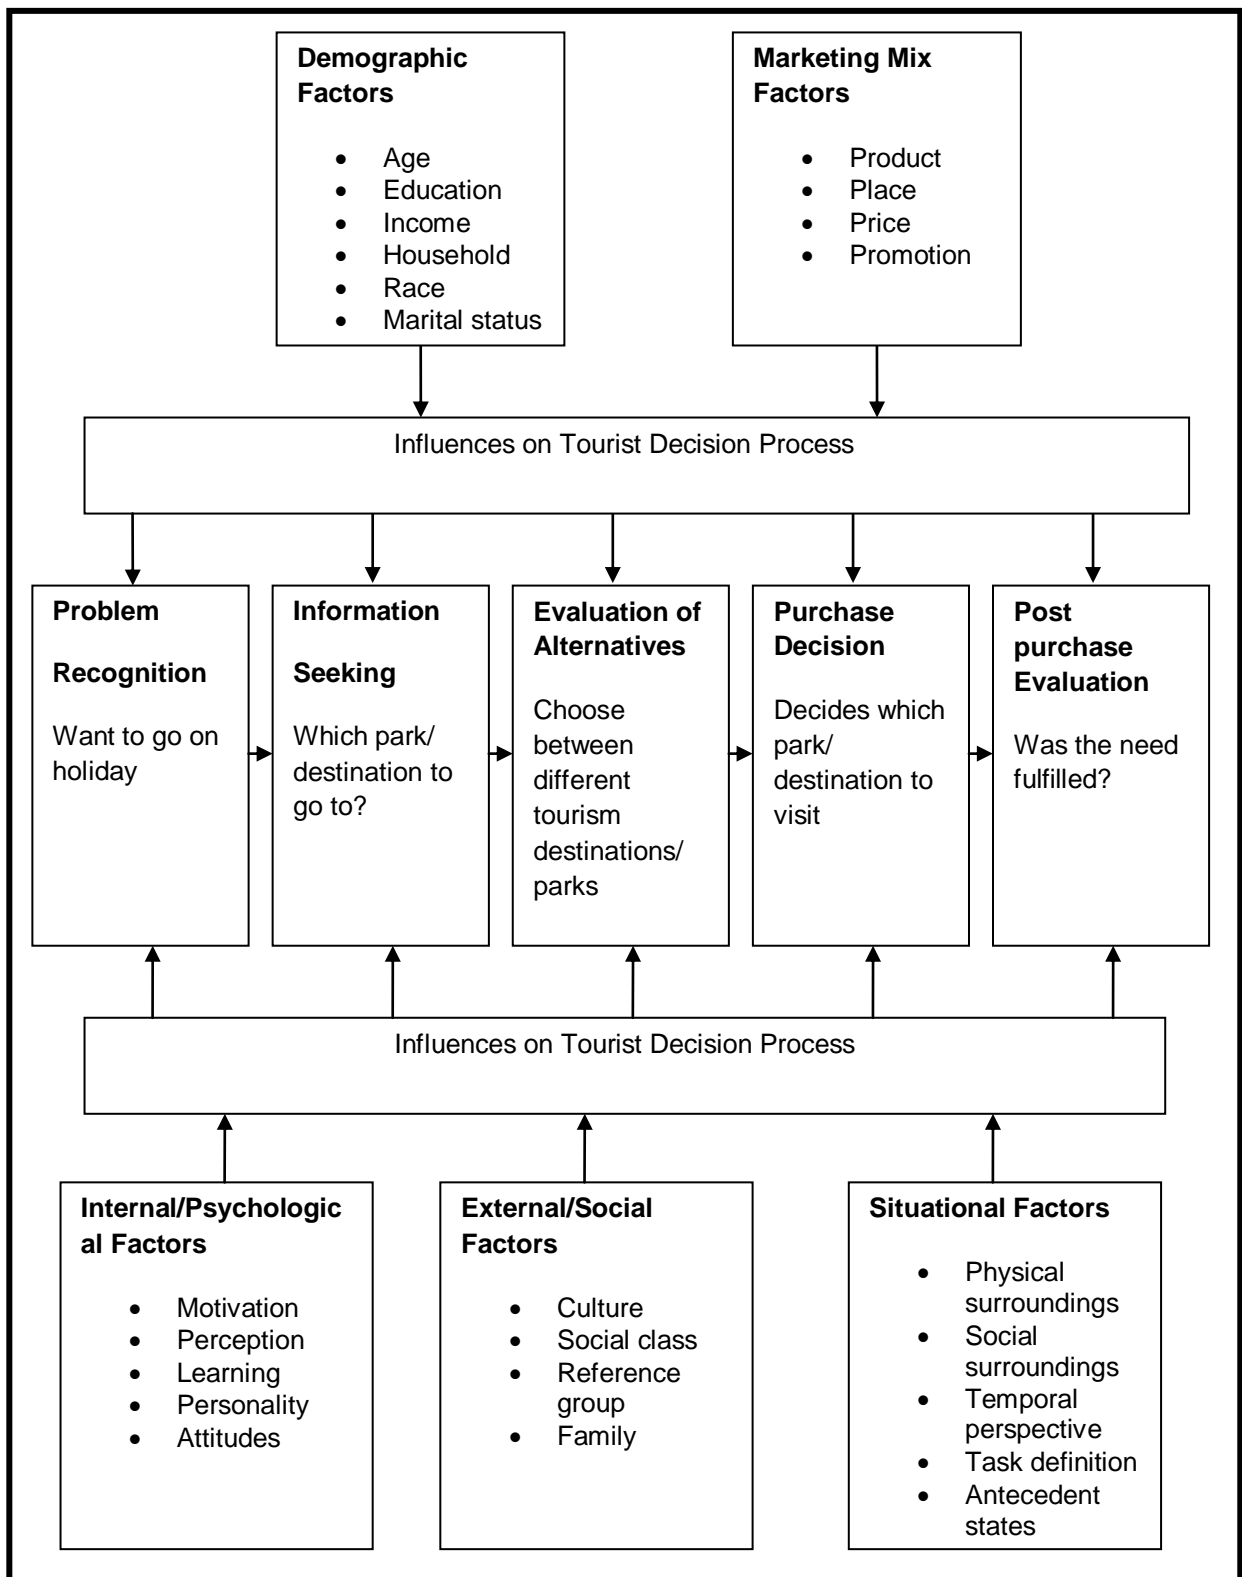 Demographic
Factors
• Age
• Education
• Income
• Household
• Race
• Marital status
Marketing Mix
Factors
• Product
• Place
• Price
• Promotion
Influences on Tourist Decision Process
Problem
Recognition
Want to go on
holiday
Information
Seeking
Which park/
destination to
go to?
Evaluation of
Alternatives
Choose
between
different
tourism
destinations/
parks
Purchase
Decision
Decides which
park/
destination to
visit
Post
purchase
Evaluation
Was the need
fulfilled?
Influences on Tourist Decision Process
Internal/Psychologic
al Factors
• Motivation
• Perception
• Learning
• Personality
• Attitudes
External/Social
Factors
• Culture
• Social class
• Reference
group
• Family
Situational Factors
• Physical
surroundings
• Social
surroundings
• Temporal
perspective
• Task definition
• Antecedent
states